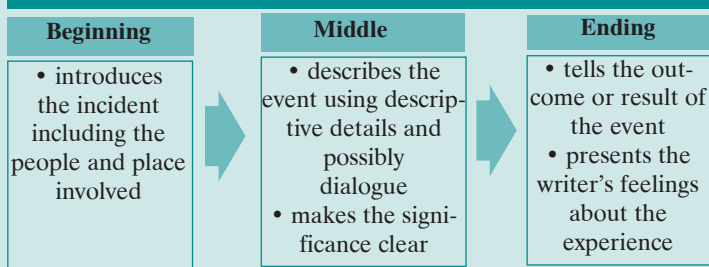 Beginning
• introduces
the incident
including the
people and place
involved
Middle
• describes the
event using descrip-
tive details and
possibly
dialogue
• makes the signi-
ficance clear
Ending
• tells the out-
come or result of
the event
• presents the
writer's feelings
about the
experience